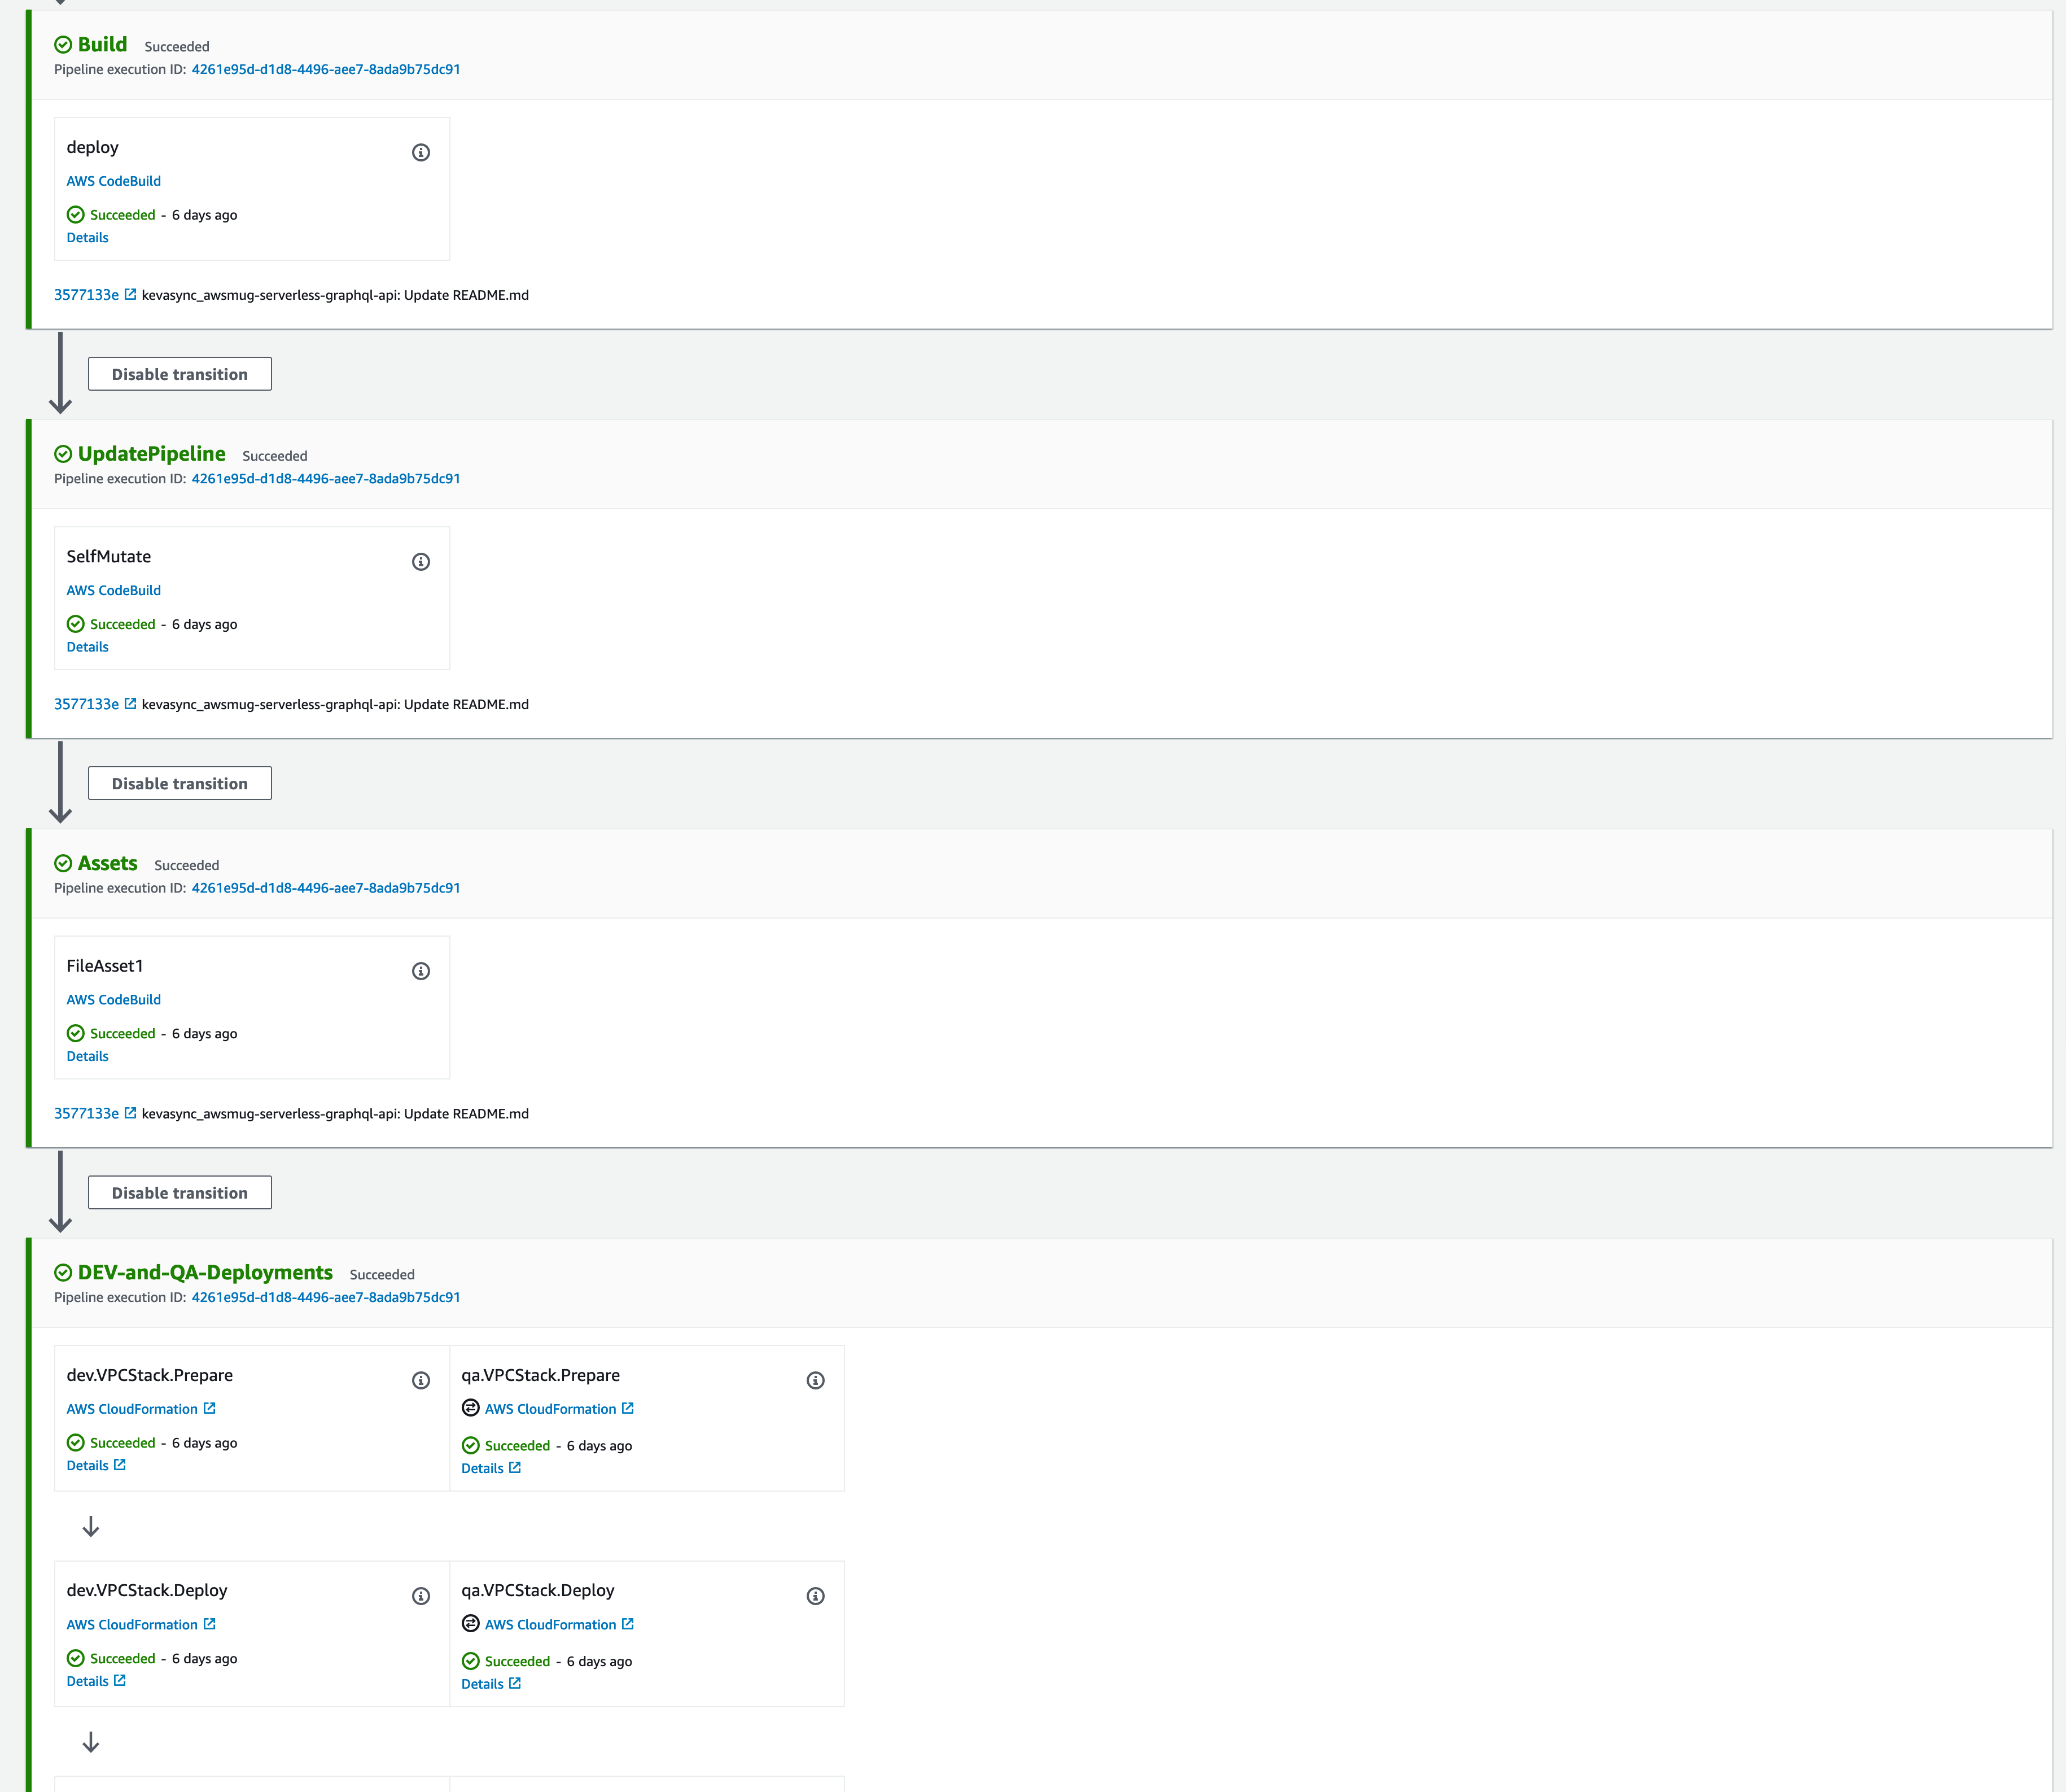 Build Succeeded
Pipeline execution ID: 4261e95d-d1d8-4496-aee7-8ada9b75dc91
deploy
AWS CodeBuild
Succeeded - 6 days ago
Details
3577133e kevasync_awsmug-serverless-graphql-api: Update README.md
Disable transition
UpdatePipeline Succeeded
Pipeline execution ID: 4261e95d-d1d8-4496-aee7-8ada9b75dc91
SelfMutate
AWS CodeBuild
Succeeded - 6 days ago
Details
3577133e kevasync_awsmug-serverless-graphql-api: Update README.md
Disable transition
Assets Succeeded
Pipeline execution ID: 4261e95d-d1d8-4496-aee7-8ada9b75dc91
FileAsset1
AWS CodeBuild
Succeeded - 6 days ago
Details
3577133e kevasync_awsmug-serverless-graphql-api: Update README.md
Disable transition
DEV-and-QA-Deployments Succeeded
Pipeline execution ID: 4261e95d-d1d8-4496-aee7-8ada9b75dc91
dev.VPCStack.Prepare
AWS CloudFormation
Succeeded - 6 days ago
Details
qa.VPCStack.Prepare
AWS CloudFormation
Succeeded - 6 days ago
Details
dev.VPCStack.Deploy
AWS CloudFormation
Succeeded - 6 days ago
Details
qa.VPCStack.Deploy
AWS CloudFormation
Succeeded - 6 days ago
Details